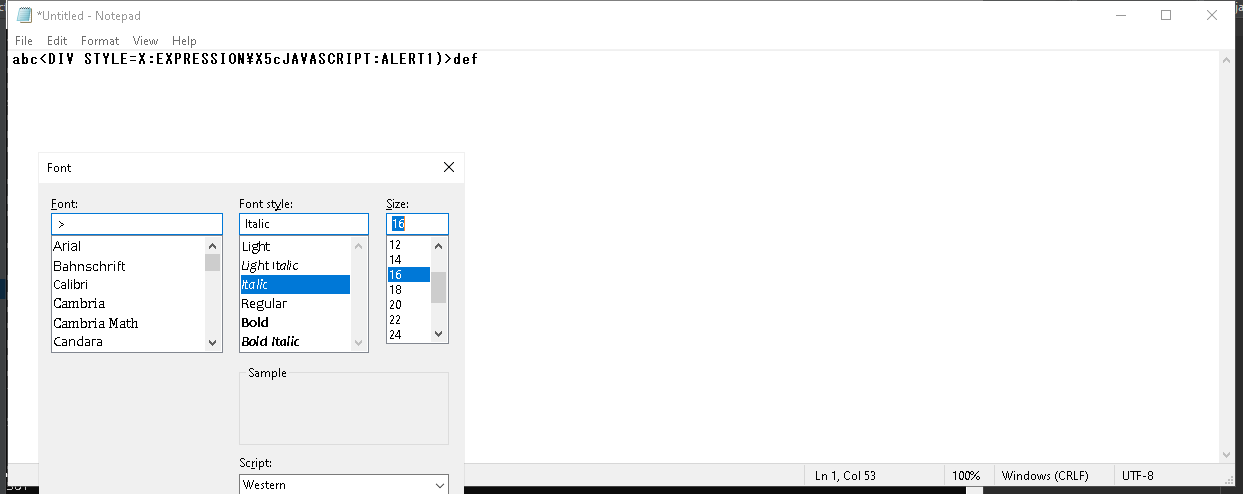 *Untitled - Notepad
File Edit Format View Help
abc<DIV STYLE=X:EXPRESSION¥X5cJAVASCRIPT:ALERT1)>def
Font
Font: Font style: Size:
> Italic 16
Arial Light 12
Bahnschrift Light Italic 14
Calibri Italic 16
Cambria Regular 18
Cambria Math Bold 20
Candara Bold Italic 22
24
Sample
Script:
Western
Ln 1, Col 53 100% Windows (CRLF) UTF-8